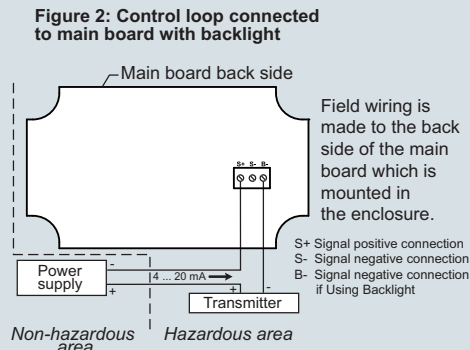 Figure 2: Control loop connected
to main board with backlight
Main board back side
Field wiring is
made to the back
side of the main
board which is
mounted in
the enclosure.
S+ S- B-
S+ Signal positive connection
S- Signal negative connection
B- Signal negative connection
if Using Backlight
Power
supply
-
+
4 ... 20 mA
+ -
Transmitter
Non-hazardous
area
Hazardous area